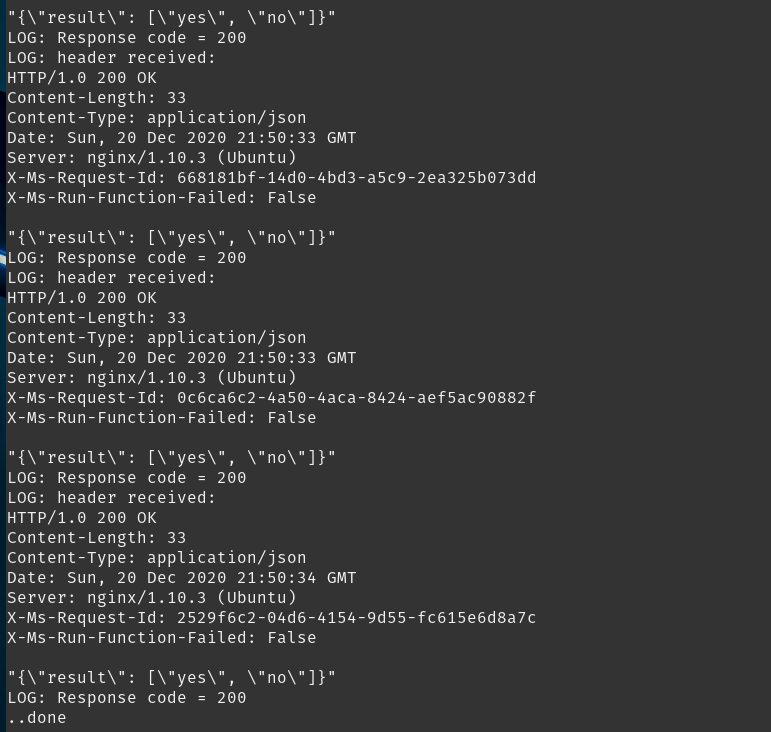 "{\"result\": [\"yes\", \"no\"]}"
LOG: Response code = 200
LOG: header received:
HTTP/1.0 200 OK
Content-Length: 33
Content-Type: application/json
Date: Sun, 20 Dec 2020 21:50:33 GMT
Server: nginx/1.10.3 (Ubuntu)
X-Ms-Request-Id: 668181bf-14d0-4bd3-a5c9-2ea325b073dd
X-Ms-Run-Function-Failed: False

"{\"result\": [\"yes\", \"no\"]}"
LOG: Response code = 200
LOG: header received:
HTTP/1.0 200 OK
Content-Length: 33
Content-Type: application/json
Date: Sun, 20 Dec 2020 21:50:33 GMT
Server: nginx/1.10.3 (Ubuntu)
X-Ms-Request-Id: 0c6ca6c2-4a50-4aca-8424-aef5ac90882f
X-Ms-Run-Function-Failed: False

"{\"result\": [\"yes\", \"no\"]}"
LOG: Response code = 200
LOG: header received:
HTTP/1.0 200 OK
Content-Length: 33
Content-Type: application/json
Date: Sun, 20 Dec 2020 21:50:34 GMT
Server: nginx/1.10.3 (Ubuntu)
X-Ms-Request-Id: 2529f6c2-04d6-4154-9d55-fc615e6d8a7c
X-Ms-Run-Function-Failed: False

"{\"result\": [\"yes\", \"no\"]}"
LOG: Response code = 200
..done